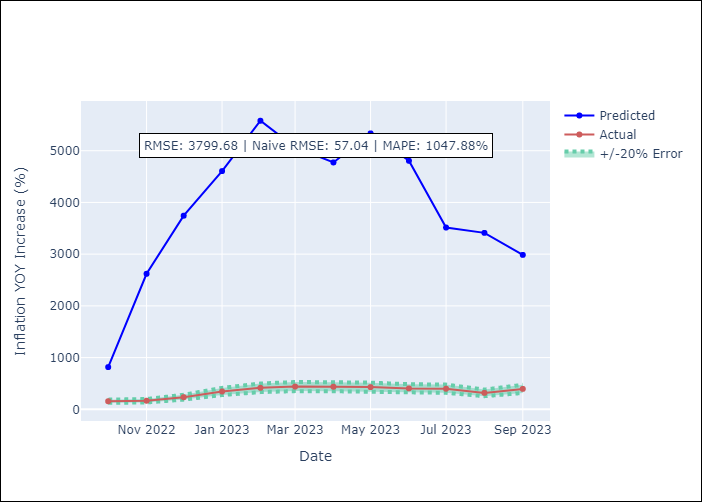 RMSE: 3799.68 | Naive RMSE: 57.04 | MAPE: 1047.88%
Predicted
Actual
+/-20% Error
Inflation YOY Increase (%)
5000
4000
3000
2000
1000
0
Nov 2022 Jan 2023 Mar 2023 May 2023 Jul 2023 Sep 2023
Date